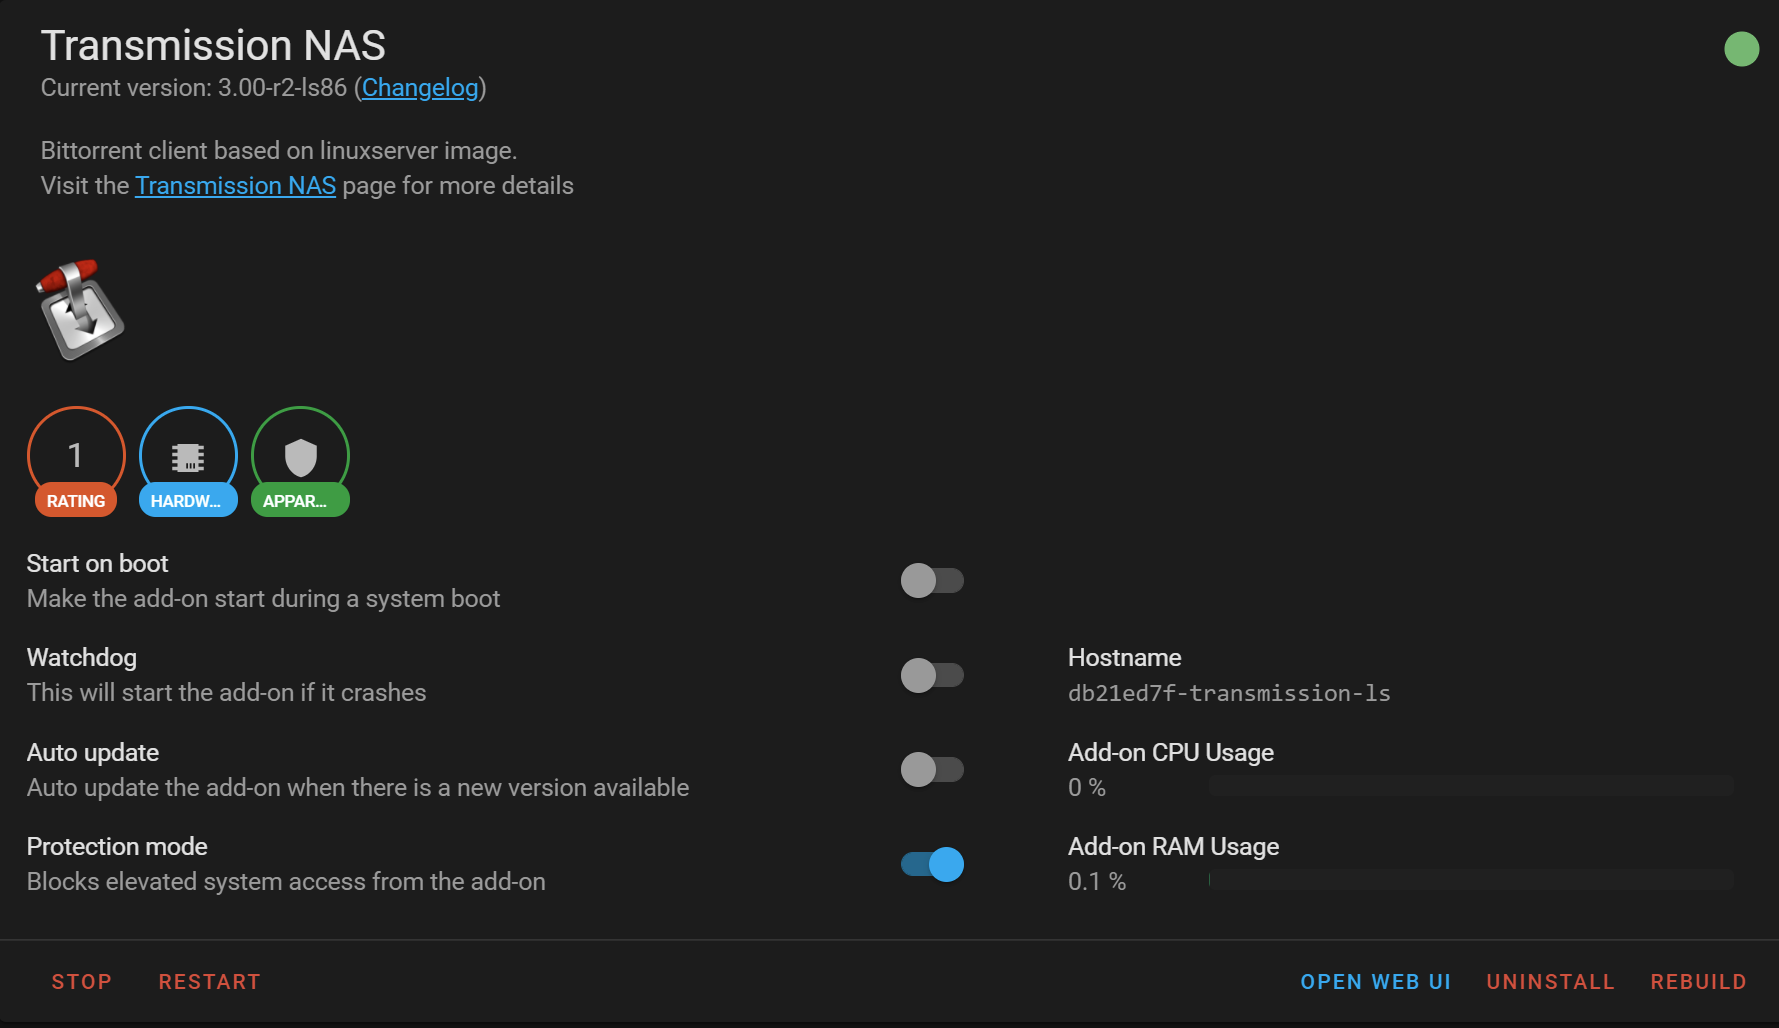 Transmission NAS
Current version: 3.00-r2-ls86 (Changelog)
Bittorrent client based on linuxserver image.
Visit the Transmission NAS page for more details
1
RATING
HARDW...
APPAR...
Start on boot
Make the add-on start during a system boot
Watchdog
This will start the add-on if it crashes
Hostname
db21ed7f-transmission-ls
Auto update
Auto update the add-on when there is a new version available
Add-on CPU Usage
0 %
Protection mode
Blocks elevated system access from the add-on
Add-on RAM Usage
0.1 %
STOP
RESTART
OPEN WEB UI
UNINSTALL
REBUILD